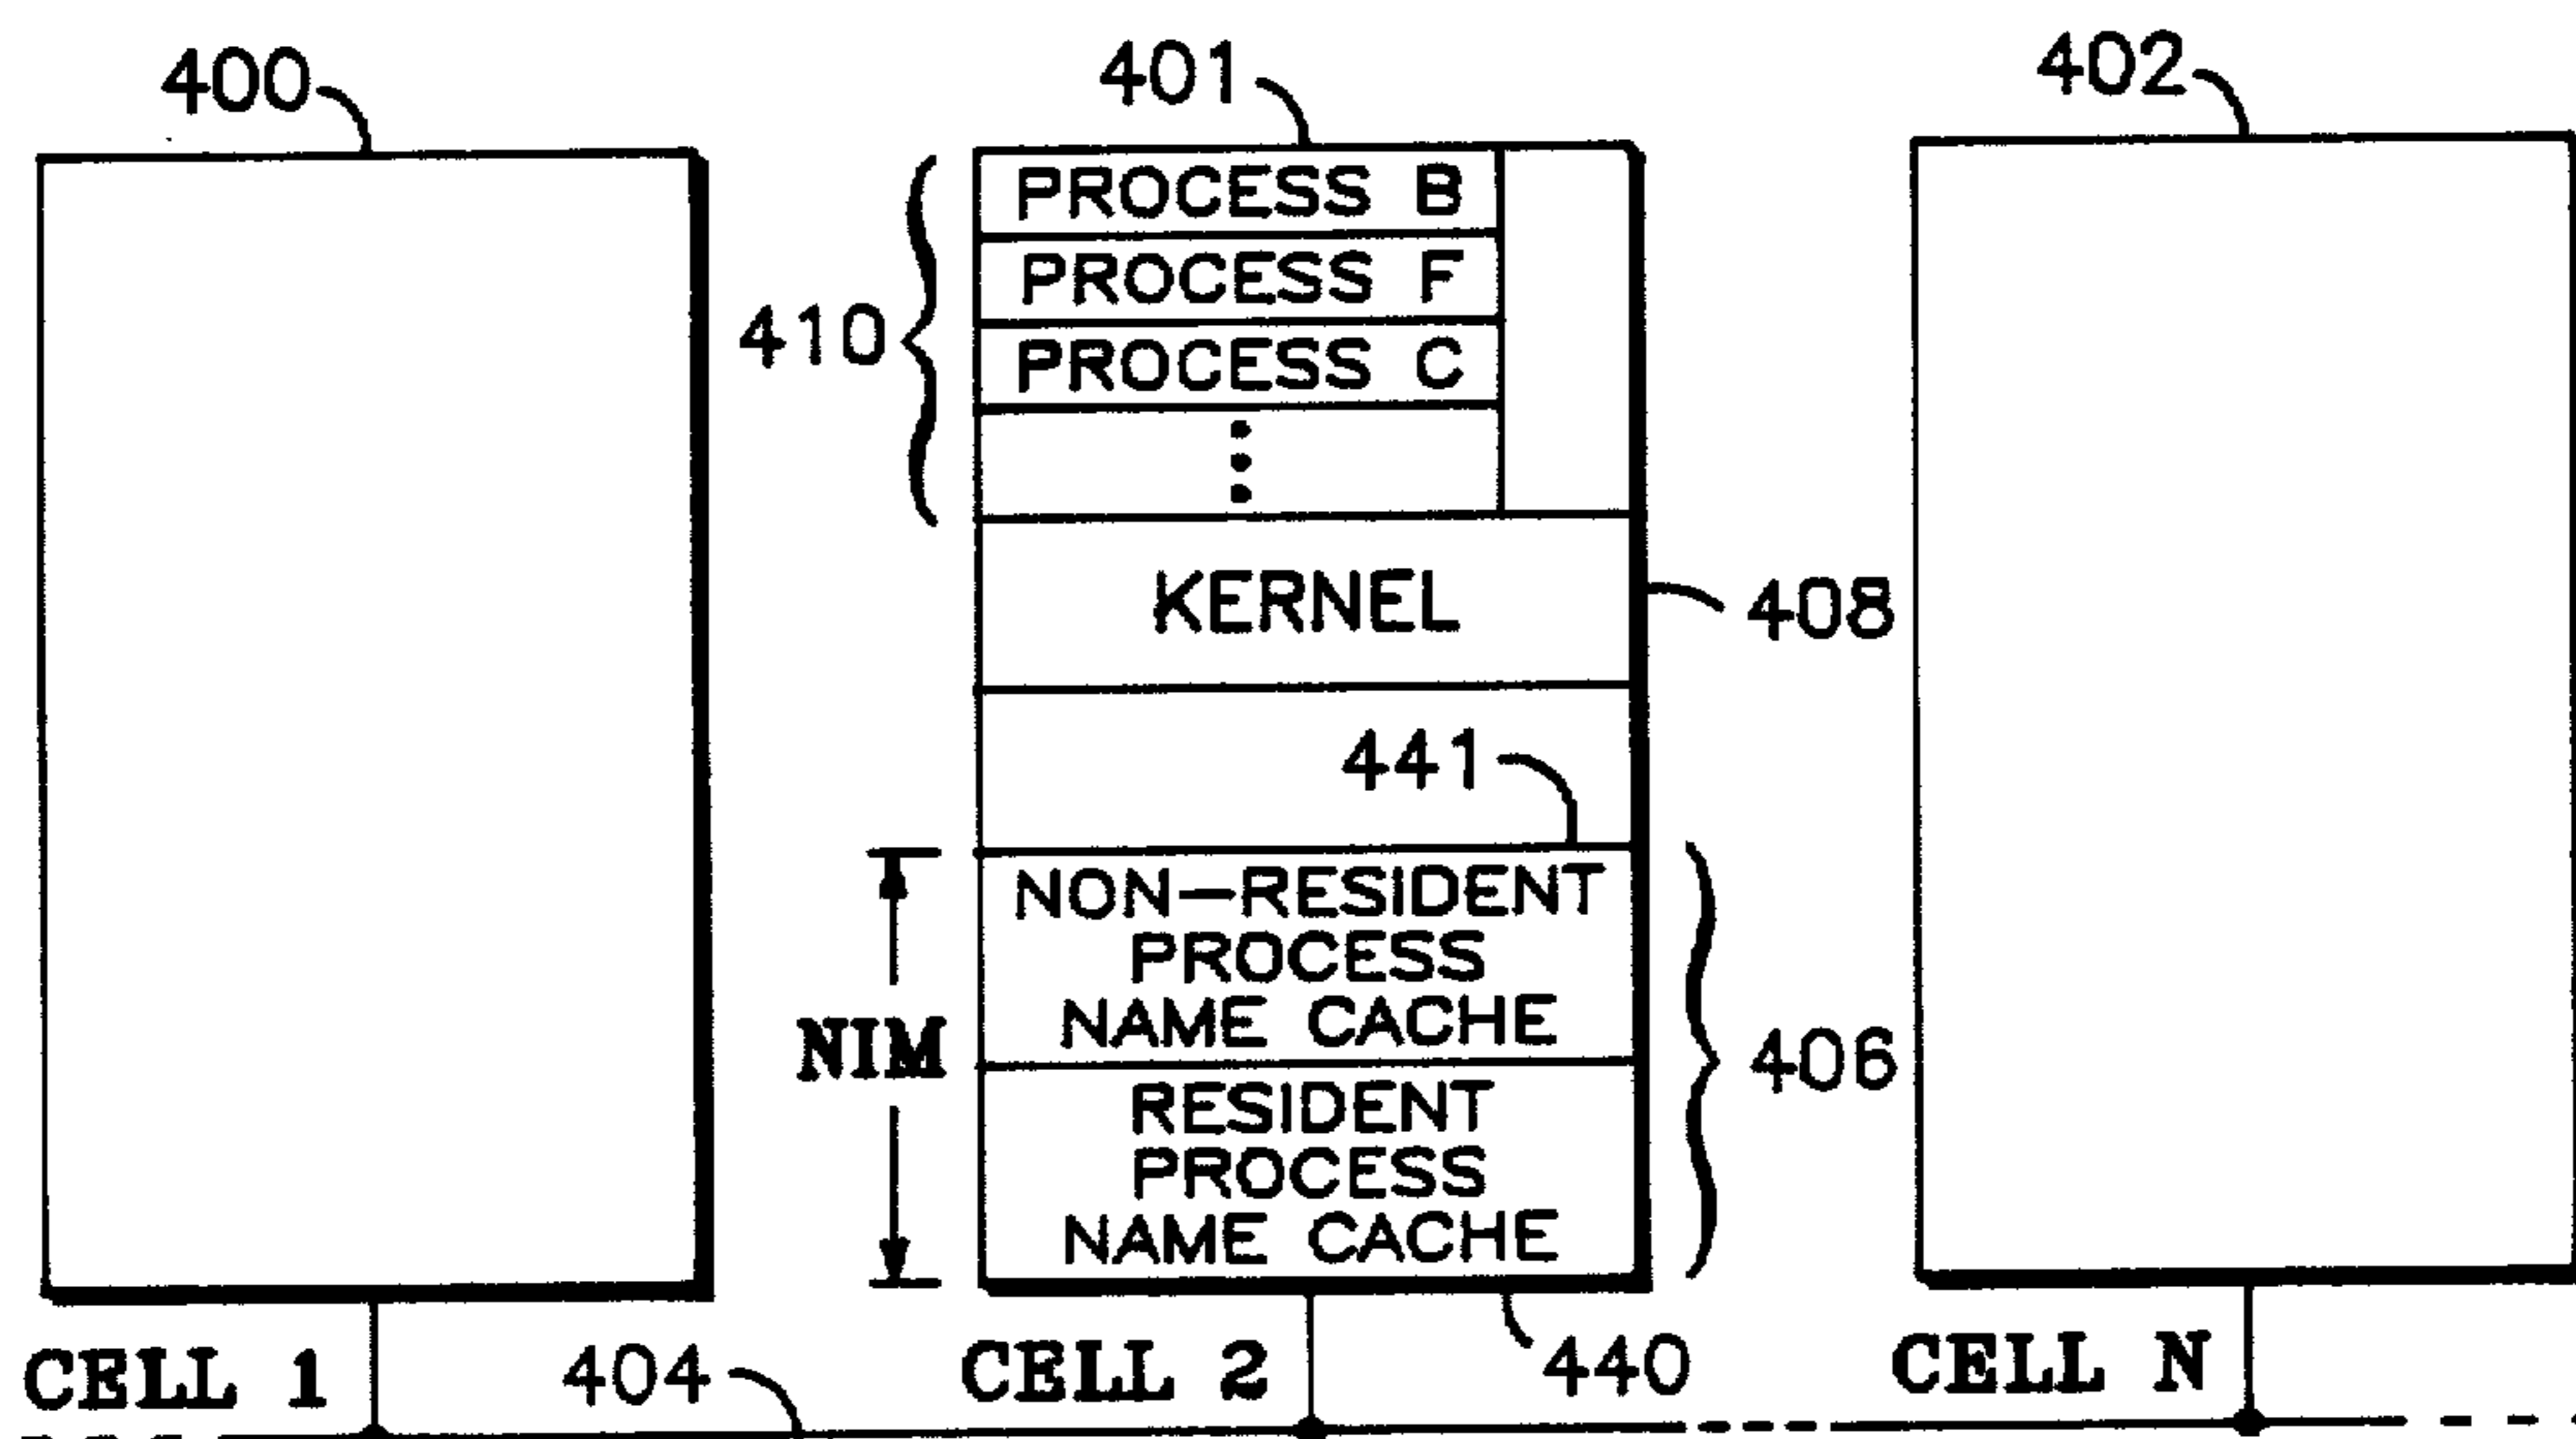 400
401
402
PROCESS B
PROCESS F
PROCESS C
410
KERNEL
408
441
NON-RESIDENT
PROCESS
NAME CACHE
NIM
406
RESIDENT
PROCESS
NAME CACHE
CELL 1
404
CELL 2
440
CELL N